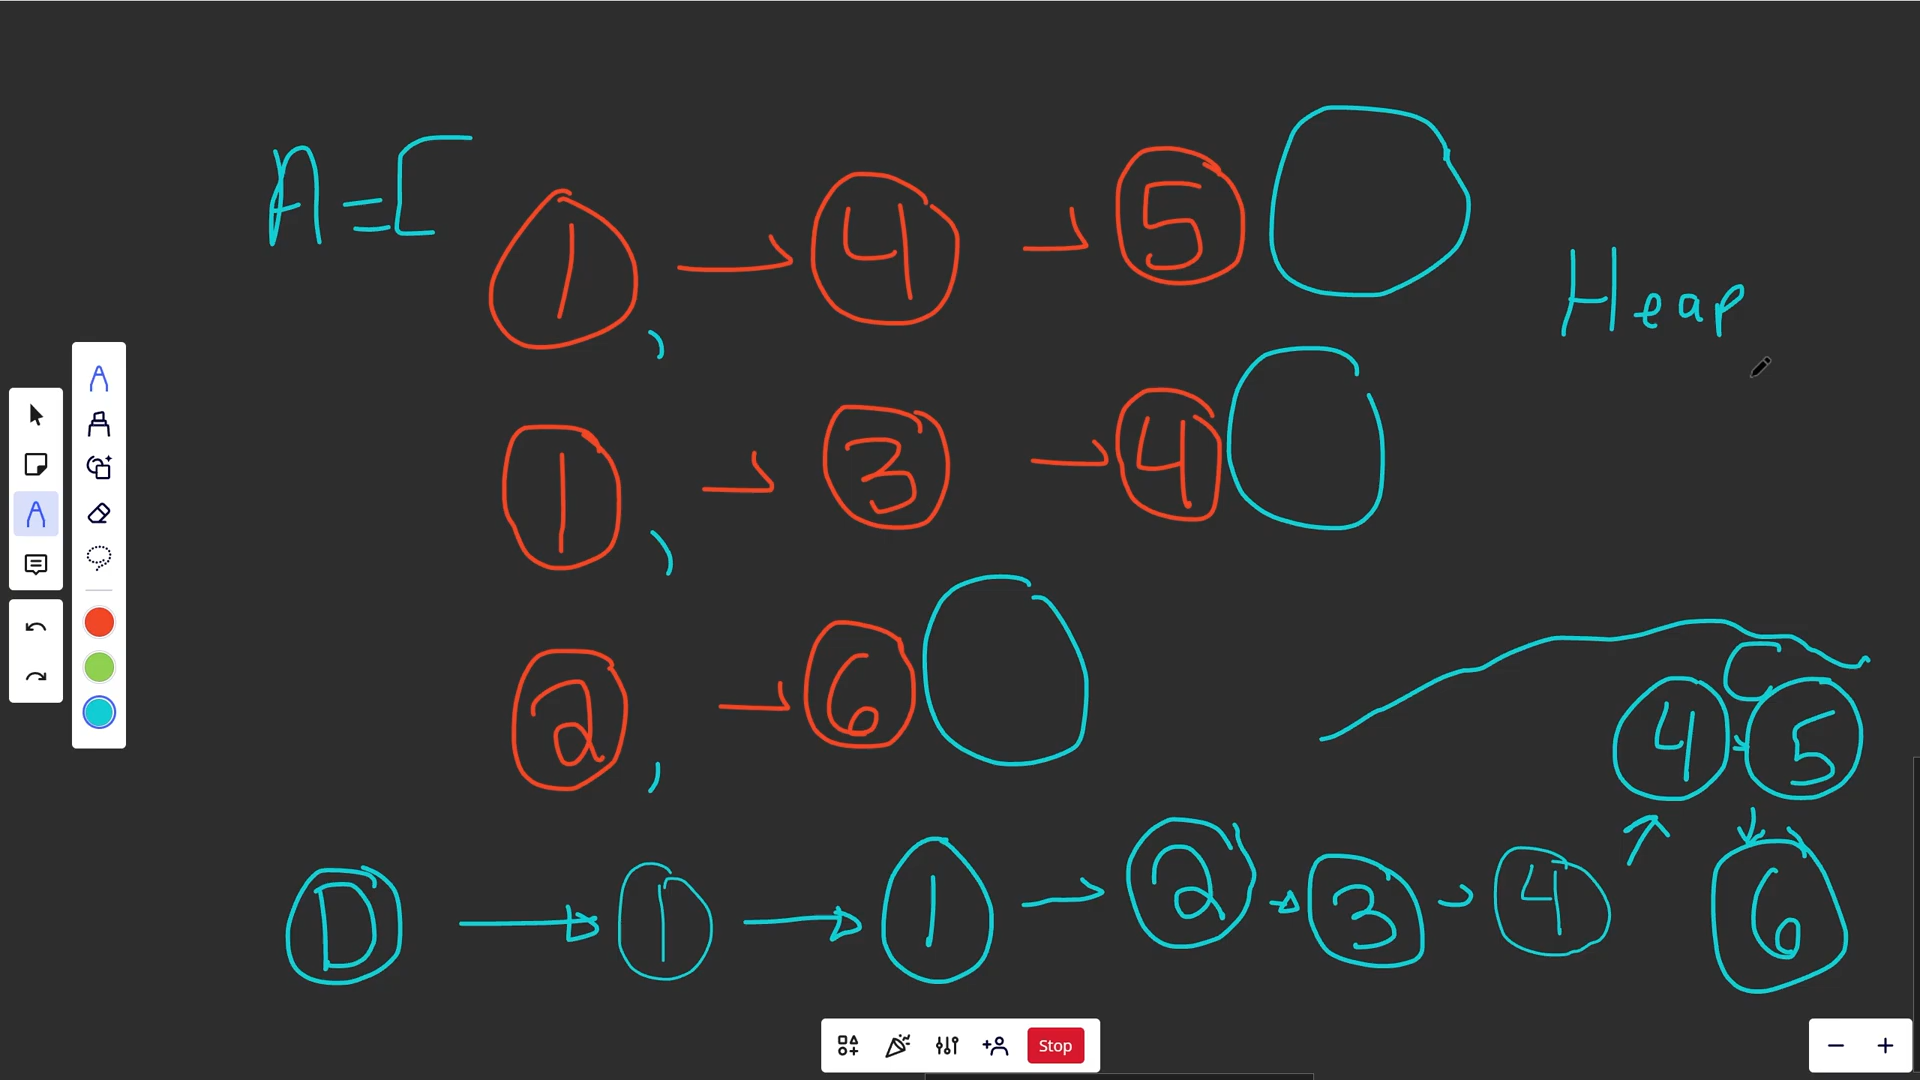 A = [
1 → 4 → 5
Heap
,
1 → 3 → 4
,
2 → 6
,
4 → 5
D → 1 → 1 → 2 → 3 → 4
6
Stop